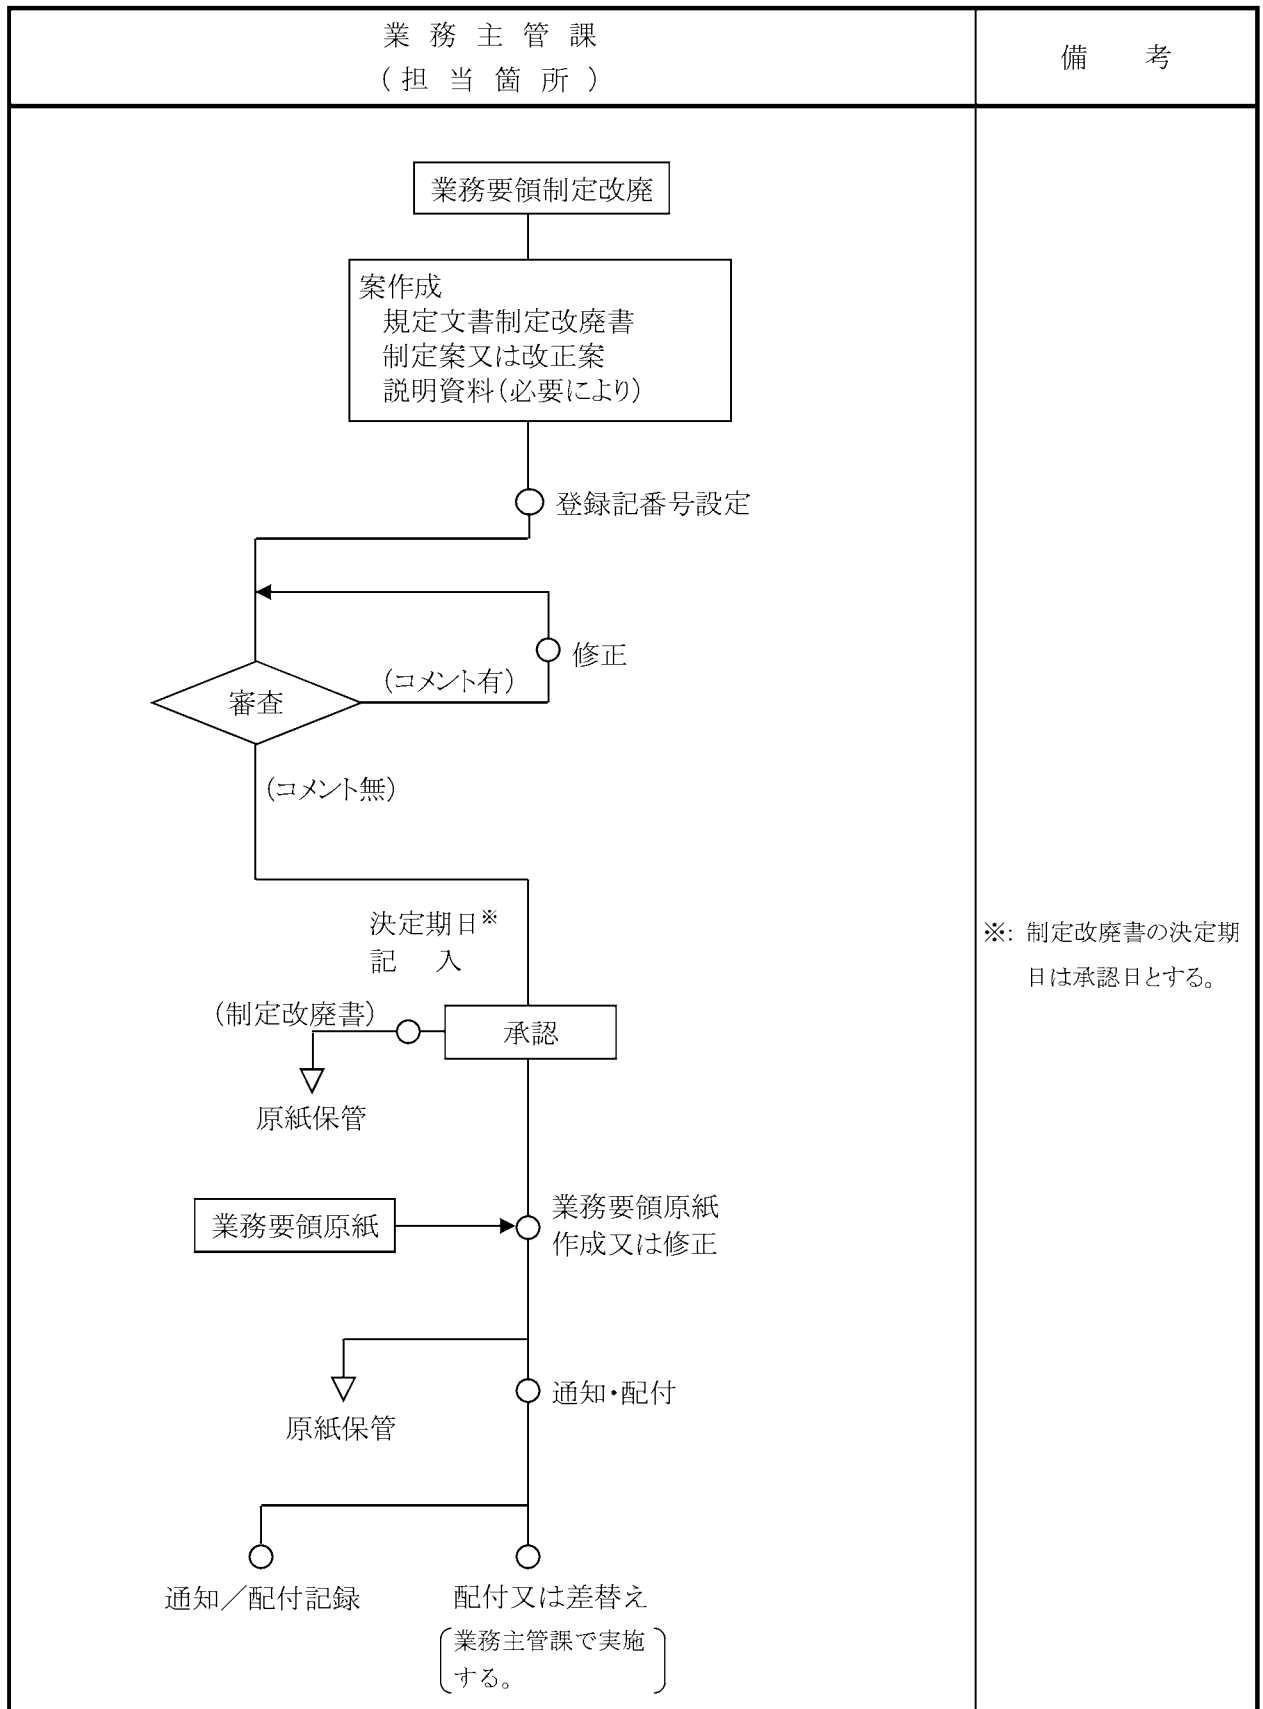 業務主管課
(担当箇所)
備考
業務要領制定改廃
案作成
規定文書制定改廃書
制定案又は改正案
説明資料(必要により)
登録記番号設定
修正
(コメント有)
審査
(コメント無)
決定期日※
記入
※: 制定改廃書の決定期
日は承認日とする。
(制定改廃書)
承認
原紙保管
業務要領原紙
業務要領原紙
作成又は修正
通知・配付
原紙保管
通知/配付記録
配付又は差替え
業務主管課で実施
する。